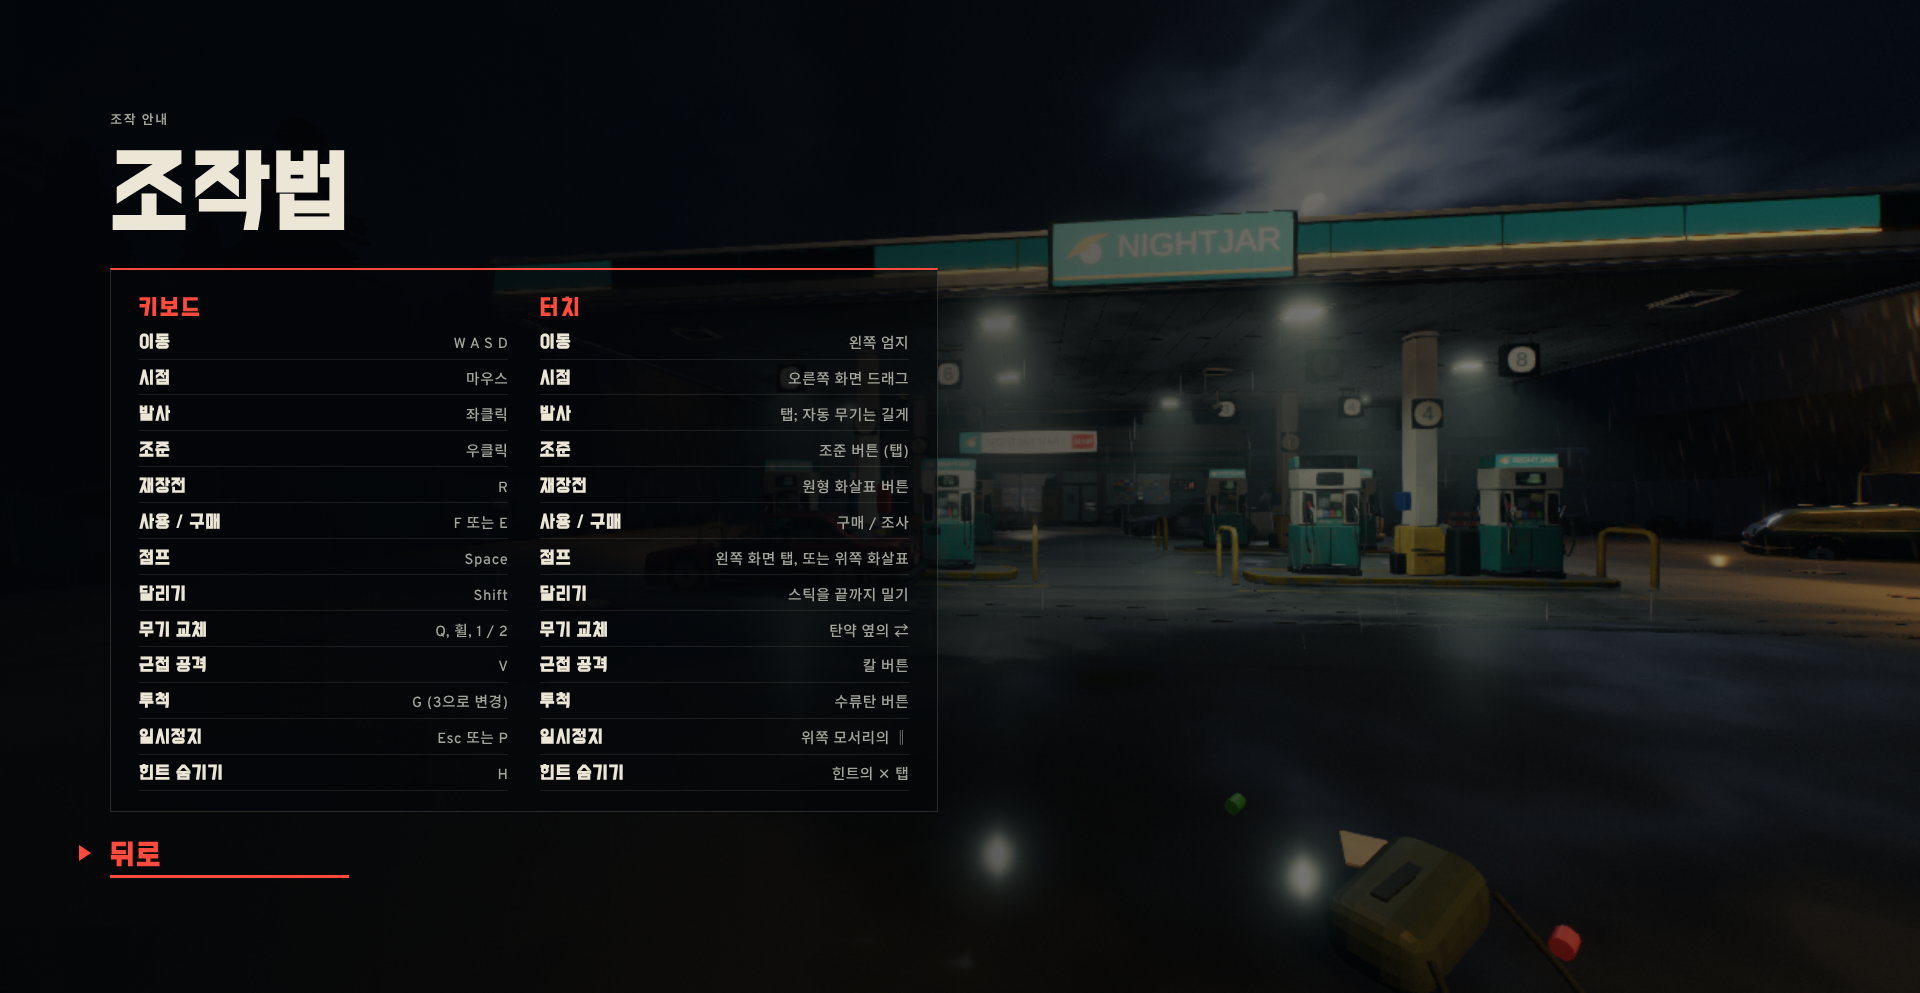 조작 안내
조작법
키보드
이동 W A S D
시점 마우스
발사 좌클릭
조준 우클릭
재장전 R
사용 / 구매 F 또는 E
점프 Space
달리기 Shift
무기 교체 Q, 휠, 1 / 2
근접 공격 V
투척 G (3으로 변경)
일시정지 Esc 또는 P
힌트 숨기기 H
터치
이동 왼쪽 엄지
시점 오른쪽 화면 드래그
발사 탭; 자동 무기는 길게
조준 조준 버튼 (탭)
재장전 원형 화살표 버튼
사용 / 구매 구매 / 조사
점프 왼쪽 화면 탭, 또는 위쪽 화살표
달리기 스틱을 끝까지 밀기
무기 교체 탄약 옆의 ⇄
근접 공격 칼 버튼
투척 수류탄 버튼
일시정지 위쪽 모서리의 ∥
힌트 숨기기 힌트의 × 탭
뒤로
NIGHTJAR
8
4
6
NIGHTJAR